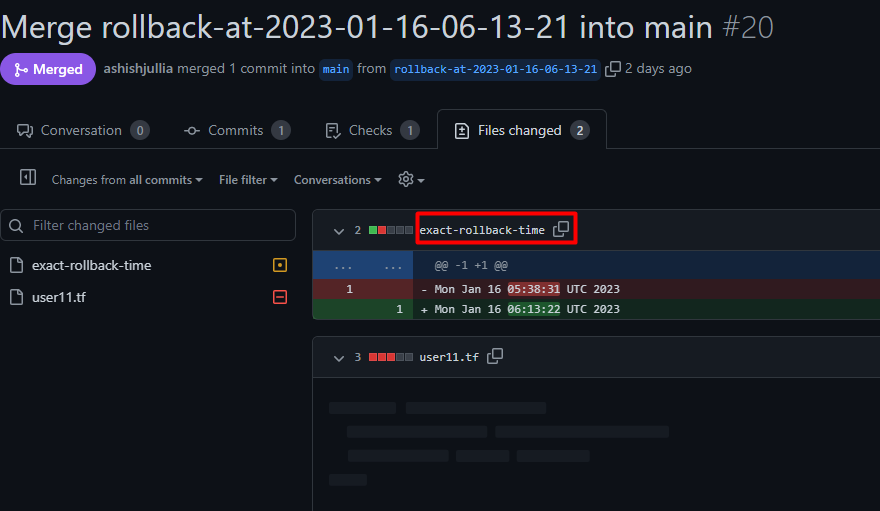 Merge rollback-at-2023-01-16-06-13-21 into main #20
Merged ashishjullia merged 1 commit into main from rollback-at-2023-01-16-06-13-21 2 days ago
Conversation 0 Commits 1 Checks 1 Files changed 2
Changes from all commits File filter Conversations
Filter changed files
exact-rollback-time
user11.tf
2 exact-rollback-time
... ... @@ -1 +1 @@
1 - Mon Jan 16 05:38:31 UTC 2023
1 + Mon Jan 16 06:13:22 UTC 2023
3 user11.tf